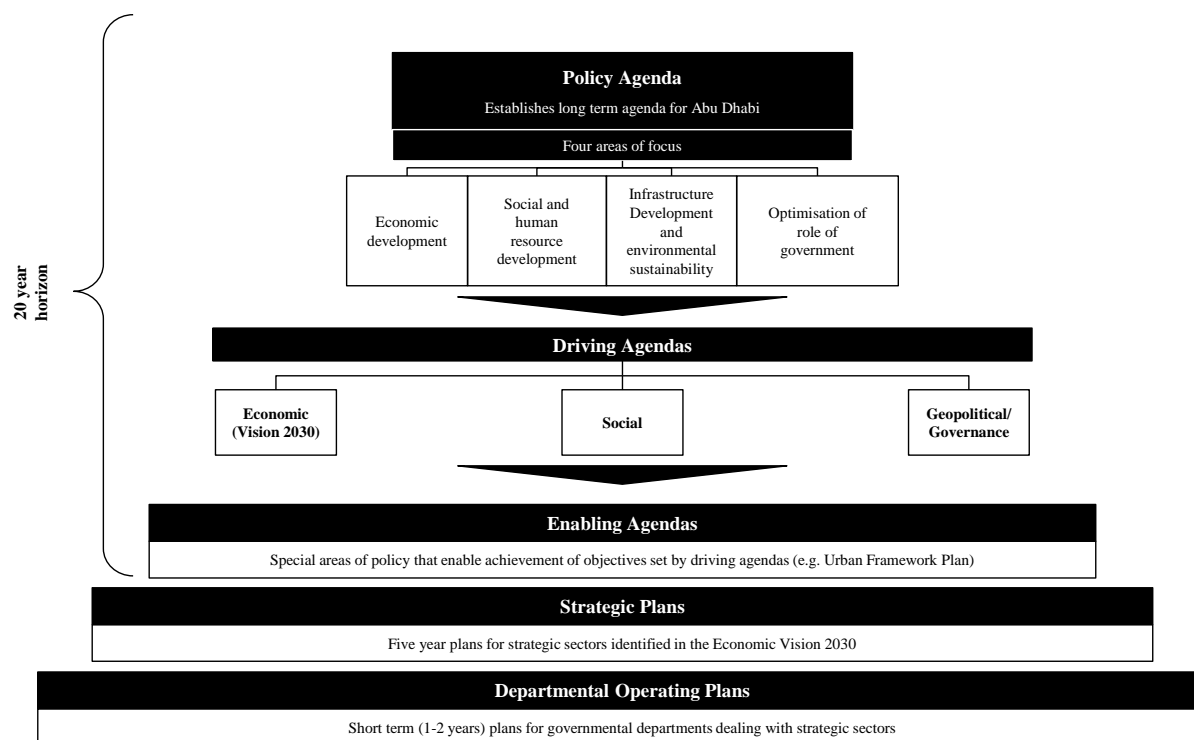 Policy Agenda
Establishes long term agenda for Abu Dhabi
Four areas of focus
Economic
development
Social and
human
resource
development
Infrastructure
Development
and
environmental
sustainability
Optimisation of
role of
government
20 year
horizon
Driving Agendas
Economic
(Vision 2030)
Social
Geopolitical/
Governance
Enabling Agendas
Special areas of policy that enable achievement of objectives set by driving agendas (e.g. Urban Framework Plan)
Strategic Plans
Five year plans for strategic sectors identified in the Economic Vision 2030
Departmental Operating Plans
Short term (1-2 years) plans for governmental departments dealing with strategic sectors